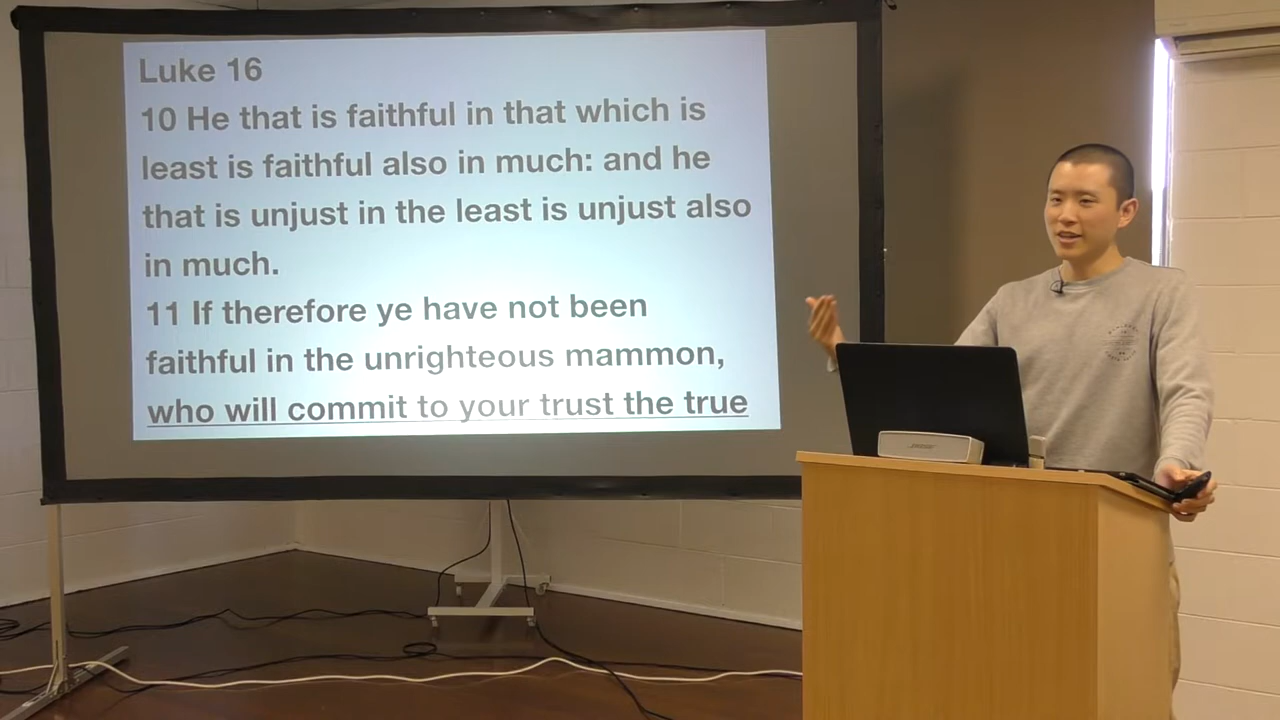 Luke 16
10 He that is faithful in that which is
least is faithful also in much: and he
that is unjust in the least is unjust also
in much.
11 If therefore ye have not been
faithful in the unrighteous mammon,
who will commit to your trust the true
BOSE